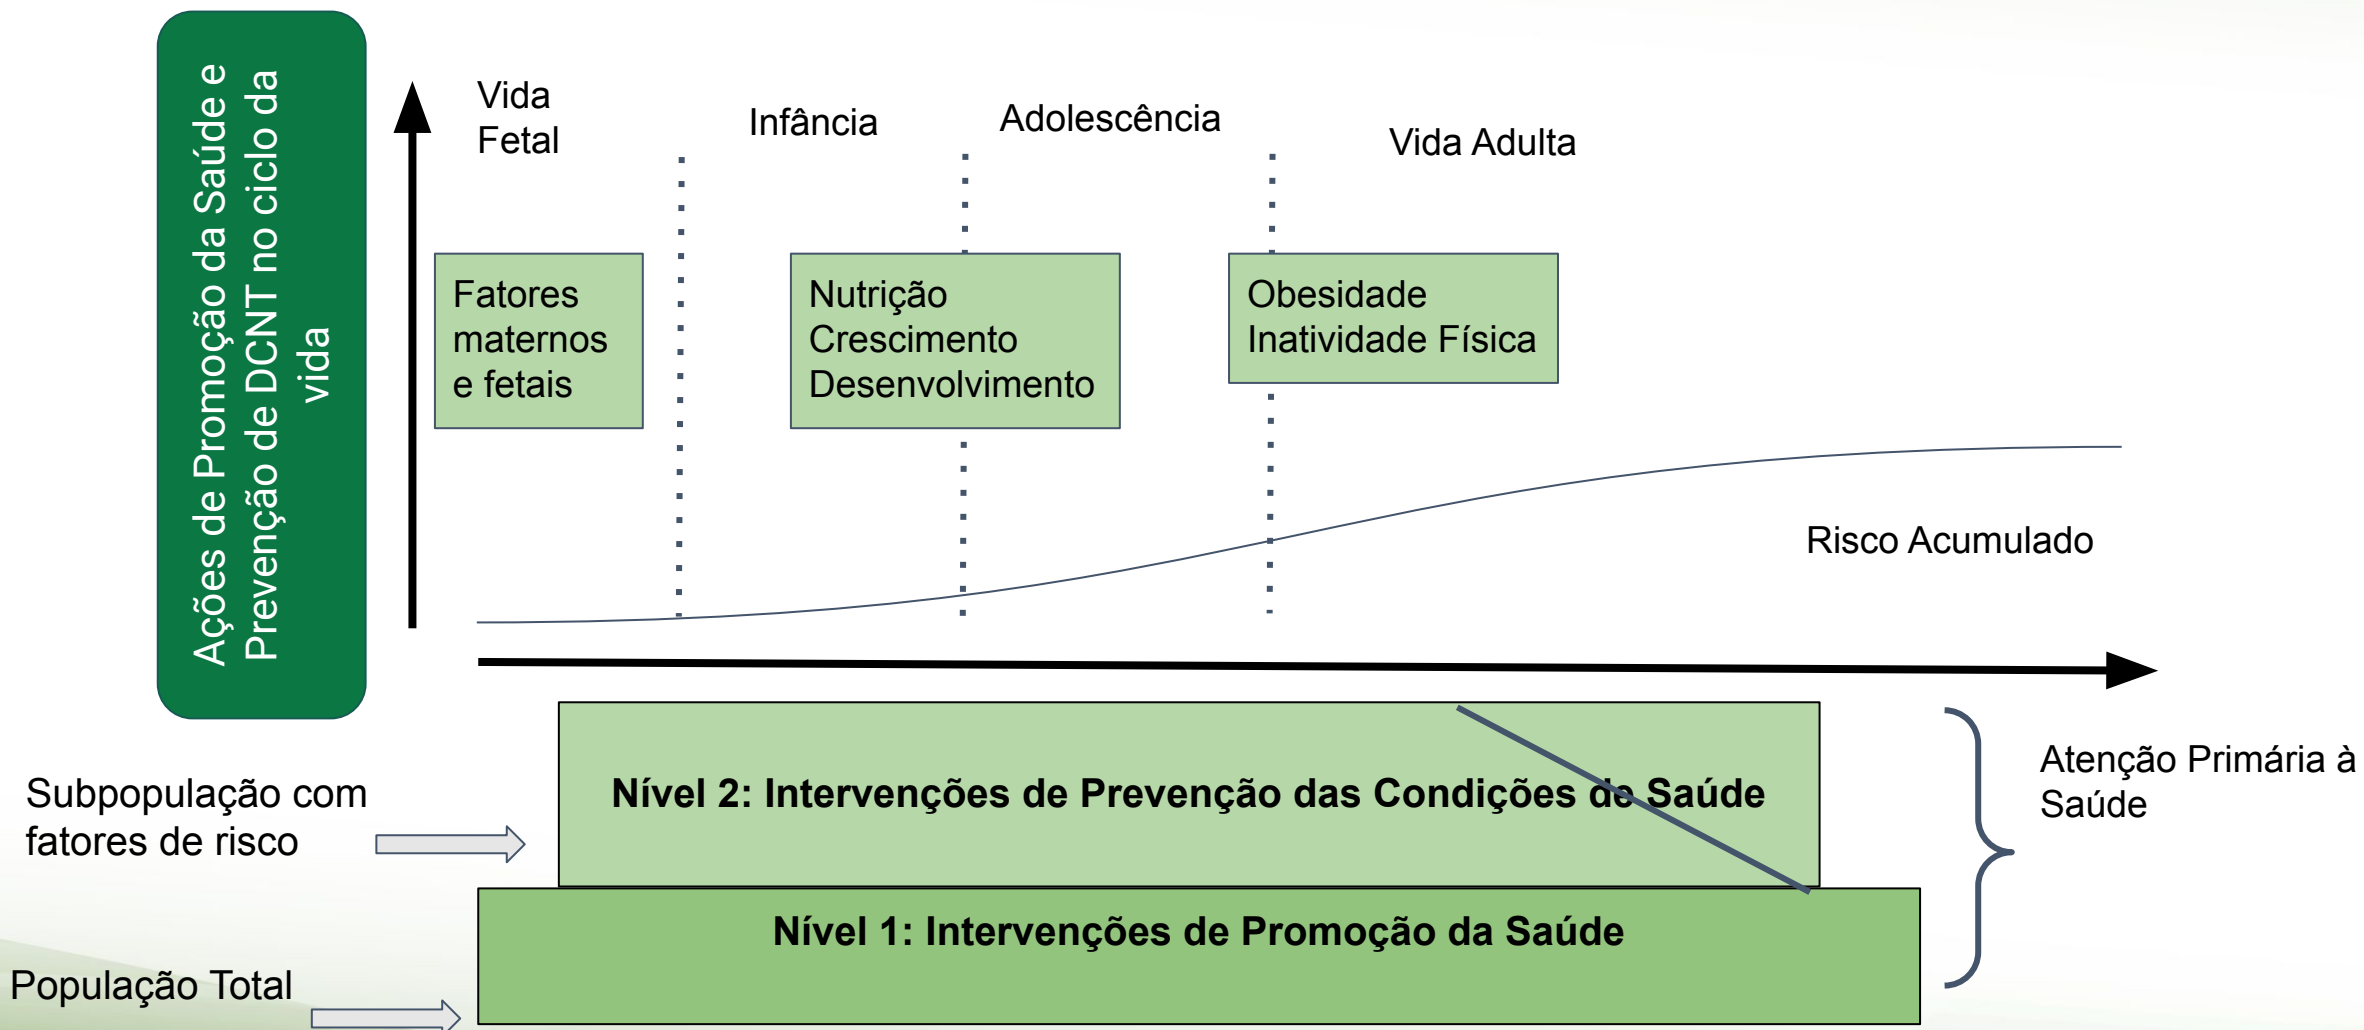 Ações de Promoção da Saúde e
Prevenção de DCNT no ciclo da
vida
Vida
Fetal
Infância
Adolescência
Vida Adulta
Fatores
maternos
e fetais
Nutrição
Crescimento
Desenvolvimento
Obesidade
Inatividade Física
Risco Acumulado
Subpopulação com
fatores de risco
Nível 2: Intervenções de Prevenção das Condições de Saúde
Atenção Primária à
Saúde
Nível 1: Intervenções de Promoção da Saúde
População Total